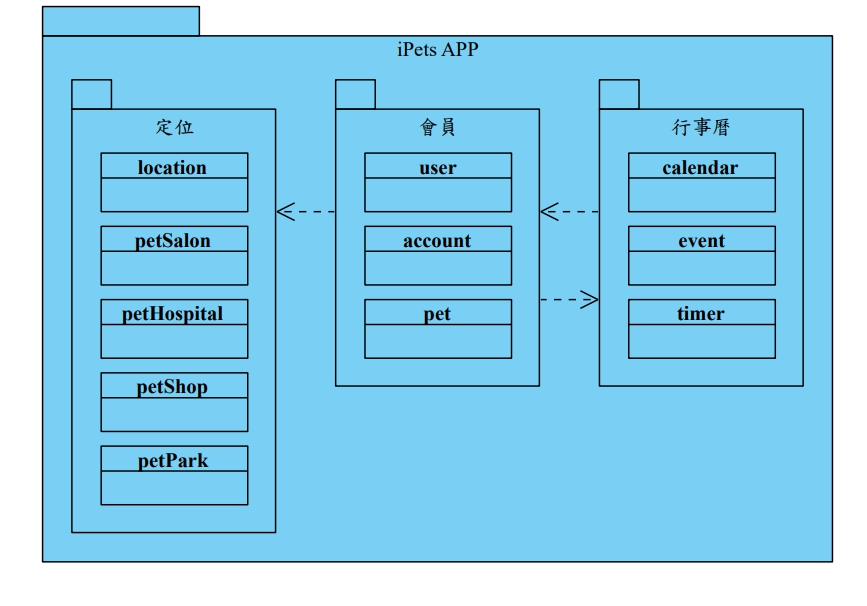 iPets APP
定位
location
petSalon
petHospital
petShop
petPark
會員
user
account
pet
行事曆
calendar
event
timer